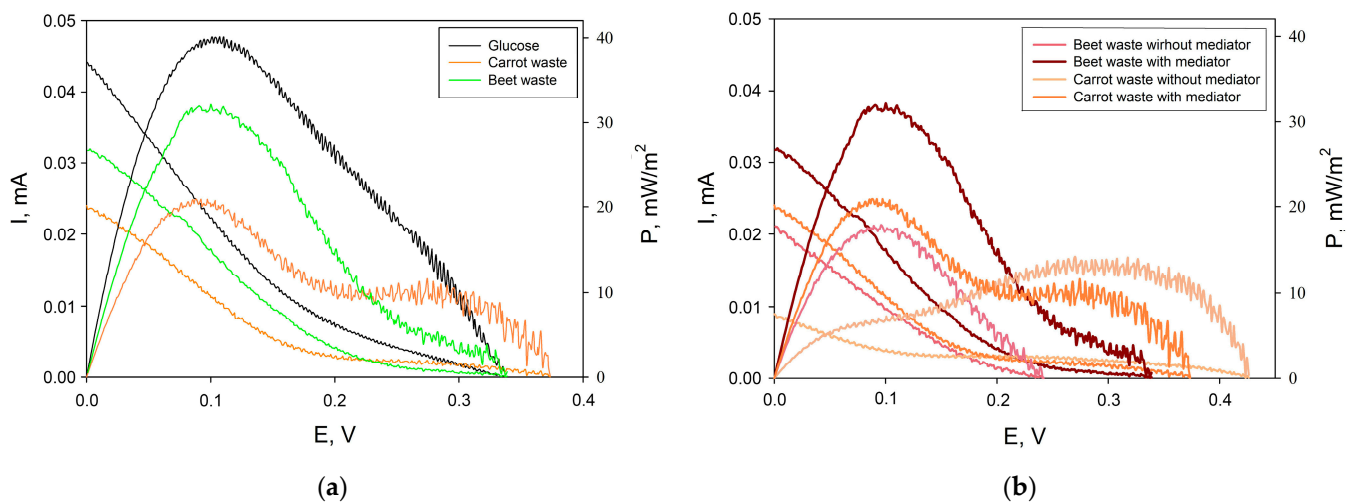 0.05
0.04
0.03
0.02
0.01
0.00
I, mA
0.0
0.1
0.2
0.3
0.4
E, V
40
30
20
10
0
P, mW/m²
Glucose
Carrot waste
Beet waste
(a)
0.05
0.04
0.03
0.02
0.01
0.00
I, mA
0.0
0.1
0.2
0.3
0.4
E, V
40
30
20
10
0
P, mW/m²
Beet waste wirhout mediator
Beet waste with mediator
Carrot waste without mediator
Carrot waste with mediator
(b)